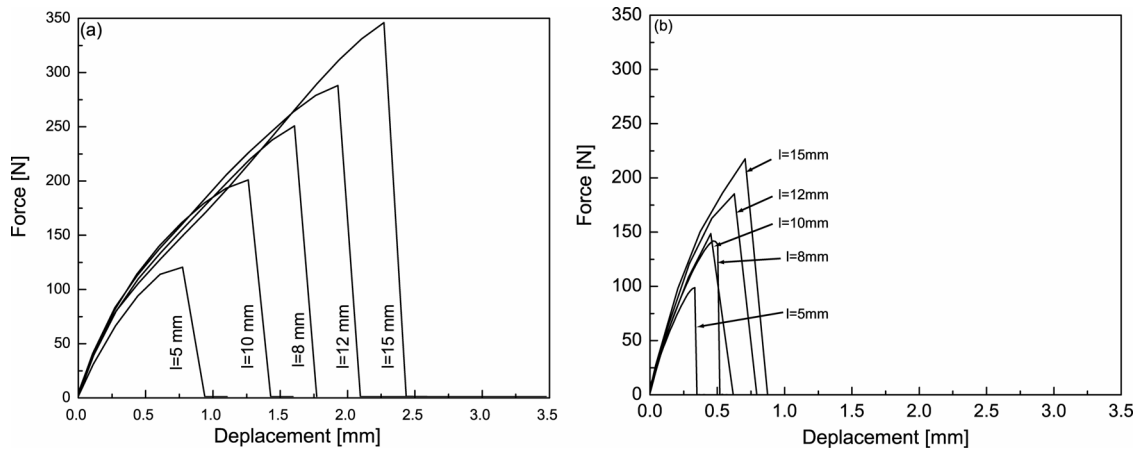 (a)
350
300
250
200
150
100
50
0
Force [N]
l=5 mm
l=10 mm
l=8 mm
l=12 mm
l=15 mm
0.0 0.5 1.0 1.5 2.0 2.5 3.0 3.5
Deplacement [mm]
(b)
350
300
250
200
150
100
50
0
Force [N]
l=15mm
l=12mm
l=10mm
l=8mm
l=5mm
0.0 0.5 1.0 1.5 2.0 2.5 3.0 3.5
Deplacement [mm]